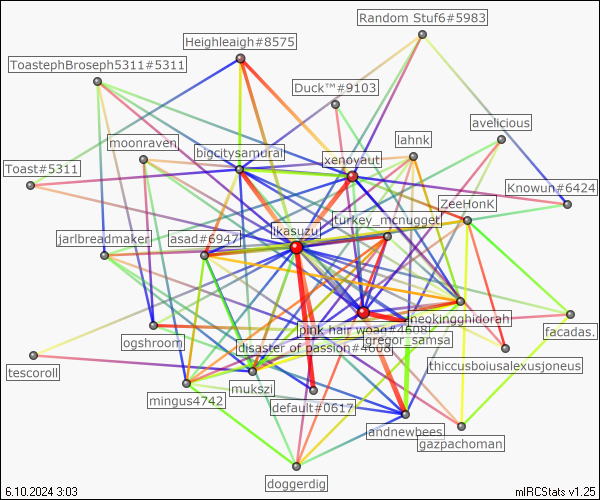 Random Stuf6#5983
Heighleaigh#8575
ToastephBroseph5311#5311
Duck™#9103
avelicious
moonraven
lahnk
bigcitysamurai
xenoyaut
Toast#5311
Knowun#6424
ZeeHonK
turkey_mcnugget
ikasuzu
jarlbreadmaker
asad#6947
neokingghidorah
pink hair woag#4608
facadas.
ogshroom
gregor_samsa
disaster of passion#4608
thiccusboiusalexusjoneus
tescoroll
mukszi
mingus4742
default#0617
andnewbees
gazpachoman
doggerdig
6.10.2024 3:03
mIRCStats v1.25